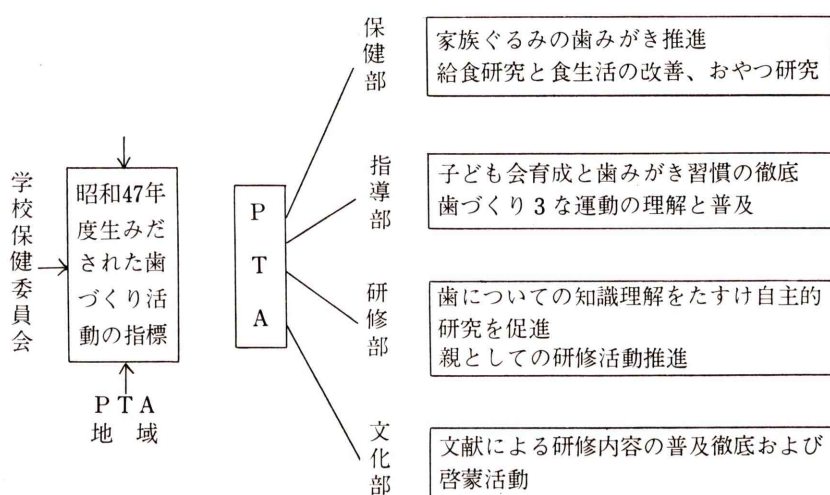 学校保健委員会
昭和47年
度生みだ
された歯
づくり活
動の指標
PTA
地域
PTA
保健部
家族ぐるみの歯みがき推進
給食研究と食生活の改善、おやつ研究
指導部
子ども会育成と歯みがき習慣の徹底
歯づくり3な運動の理解と普及
研修部
歯についての知識理解をたすけ自主的
研究を促進
親としての研修活動推進
文化部
文献による研修内容の普及徹底および
啓蒙活動